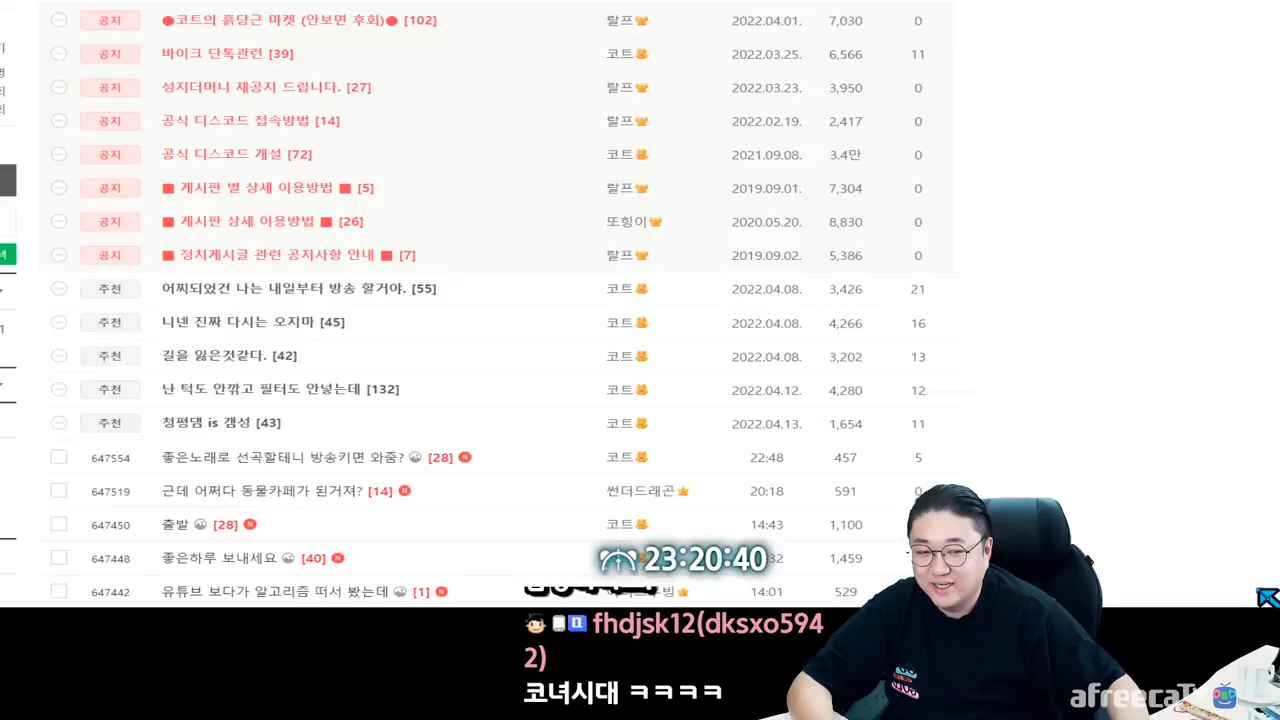 공지 ●코트의 흙당근 마켓 (안보면 후회)● [102] 랄프 2022.04.01. 7,030 0
공지 바이크 단톡관련 [39] 코트 2022.03.25. 6,566 11
공지 성지더머니 재공지 드립니다. [27] 랄프 2022.03.23. 3,950 0
공지 공식 디스코드 접속방법 [14] 랄프 2022.02.19. 2,417 0
공지 공식 디스코드 개설 [72] 코트 2021.09.08. 3.4만 0
공지 ■ 게시판 별 상세 이용방법 ■ [5] 랄프 2019.09.01. 7,304 0
공지 ■ 게시판 상세 이용방법 ■ [26] 또힝이 2020.05.20. 8,830 0
공지 ■ 정치게시글 관련 공지사항 안내 ■ [7] 랄프 2019.09.02. 5,386 0
추천 어찌되었건 나는 내일부터 방송 할거야. [55] 코트 2022.04.08. 3,426 21
추천 니넨 진짜 다시는 오지마 [45] 코트 2022.04.08. 4,266 16
추천 길을 잃은것같다. [42] 코트 2022.04.08. 3,202 13
추천 난 턱도 안깎고 필터도 안넣는데 [132] 코트 2022.04.12. 4,280 12
추천 청평댐 is 갬성 [43] 코트 2022.04.13. 1,654 11
647554 좋은노래로 선곡할테니 방송키면 와줌? [28] N 코트 22:48 457 5
647519 근데 어쩌다 동물카페가 된거져? [14] N 썬더드래곤 20:18 591 0
647450 출발 [28] N 코트 14:43 1,100
647448 좋은하루 보내세요 [40] N 32 1,459
647442 유튜브 보다가 알고리즘 떠서 봤는데 [1] N 14:01 529
23:20:40
fhdjsk12(dksxo594
2)
코녀시대 ㅋㅋㅋㅋ
afreecaTV